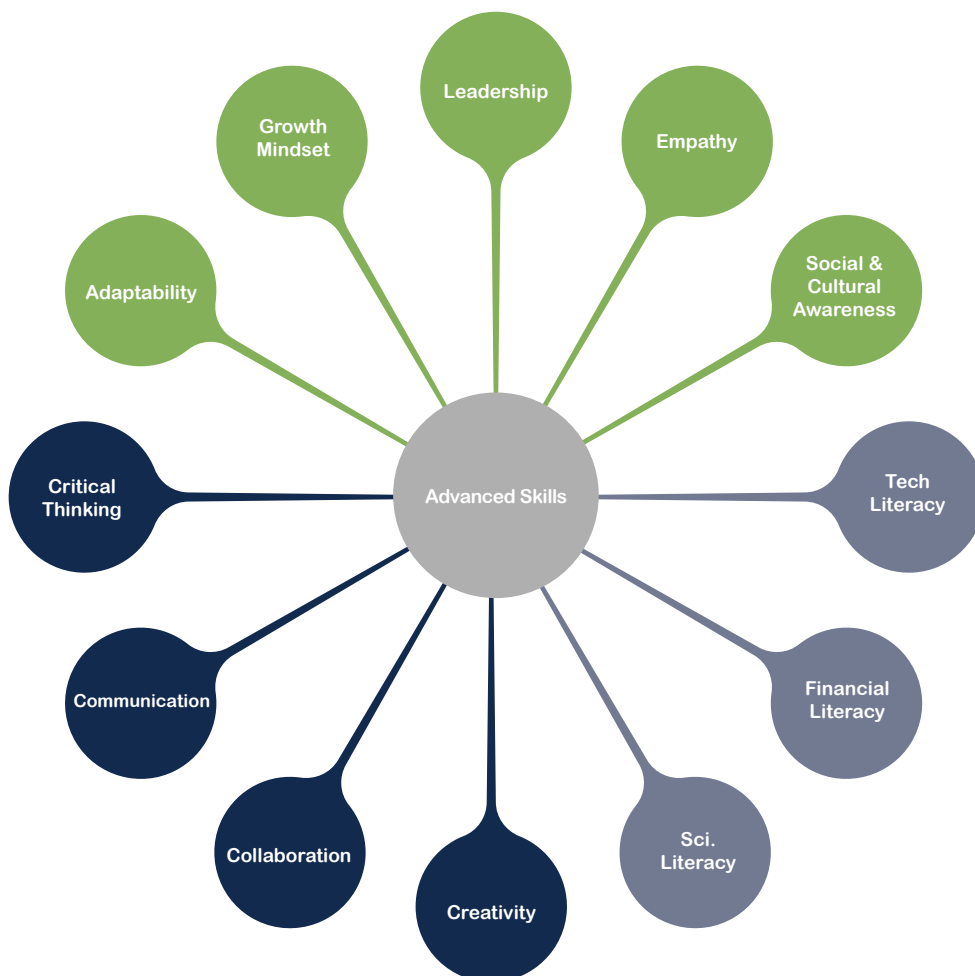 Leadership
Growth
Mindset
Empathy
Social &
Cultural
Awareness
Adaptability
Critical
Thinking
Advanced Skills
Tech
Literacy
Communication
Financial
Literacy
Collaboration
Sci.
Literacy
Creativity